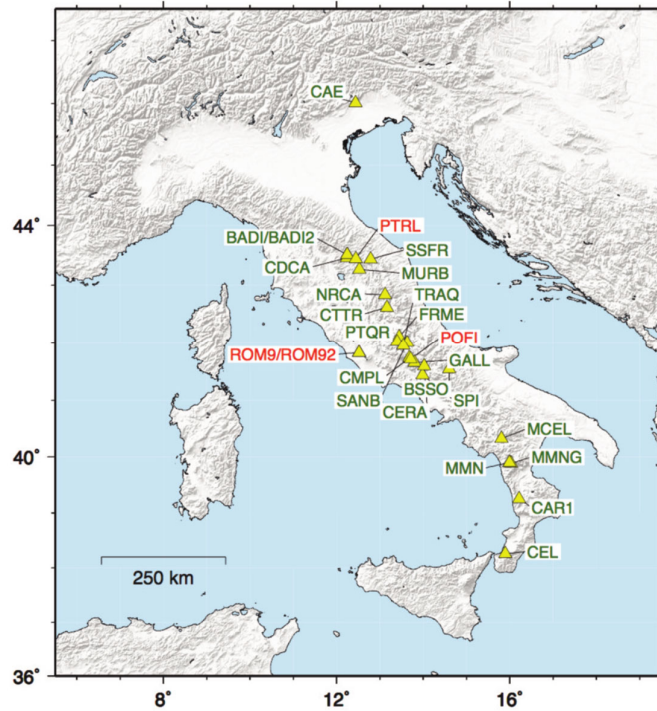 CAE
44°
PTRL
BADI/BADI2
SSFR
CDCA
MURB
NRCA
TRAQ
CTTR
FRME
PTQR
POFI
ROM9/ROM92
GALL
CMPL
BSSO
SANB
SPI
CERA
MCEL
40°
MMN
MMNG
CAR1
CEL
250 km
36°
8°
12°
16°